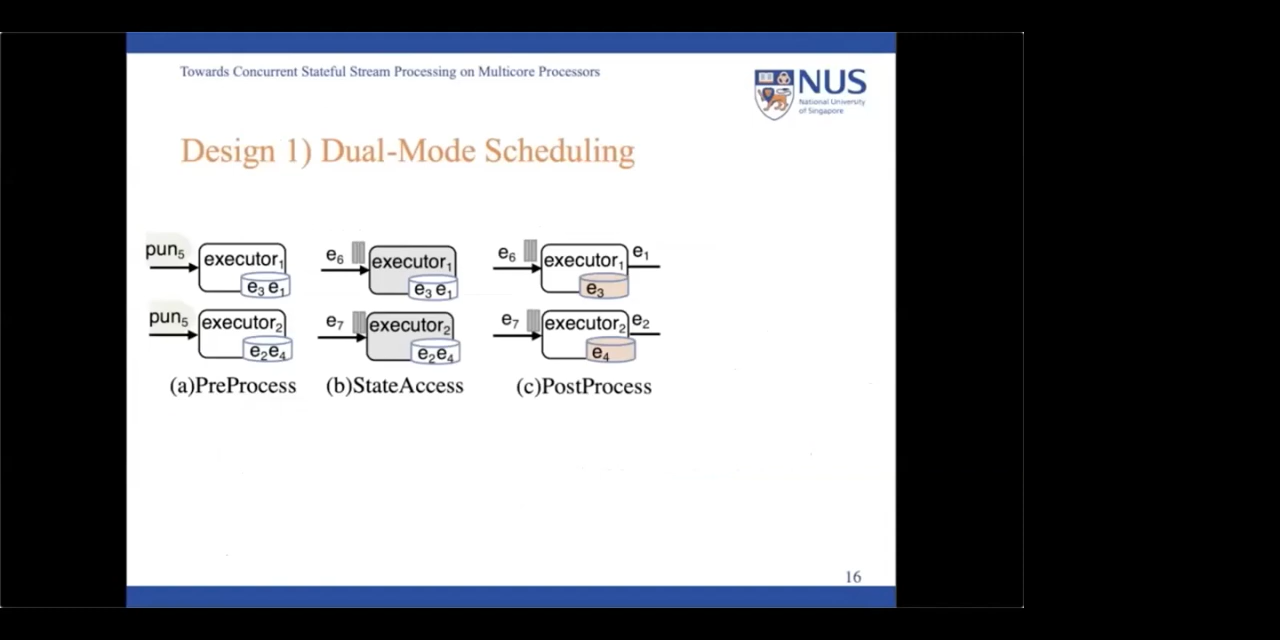 Towards Concurrent Stateful Stream Processing on Multicore Processors
NUS
National University
of Singapore
Design 1) Dual-Mode Scheduling
pun5 executor1 e3 e1
e6 executor1 e3 e1
e6 executor1 e3 e1
pun5 executor2 e2e4
e7 executor2 e2e4
e7 executor2 e4 e2
(a)PreProcess (b)StateAccess (c)PostProcess
16